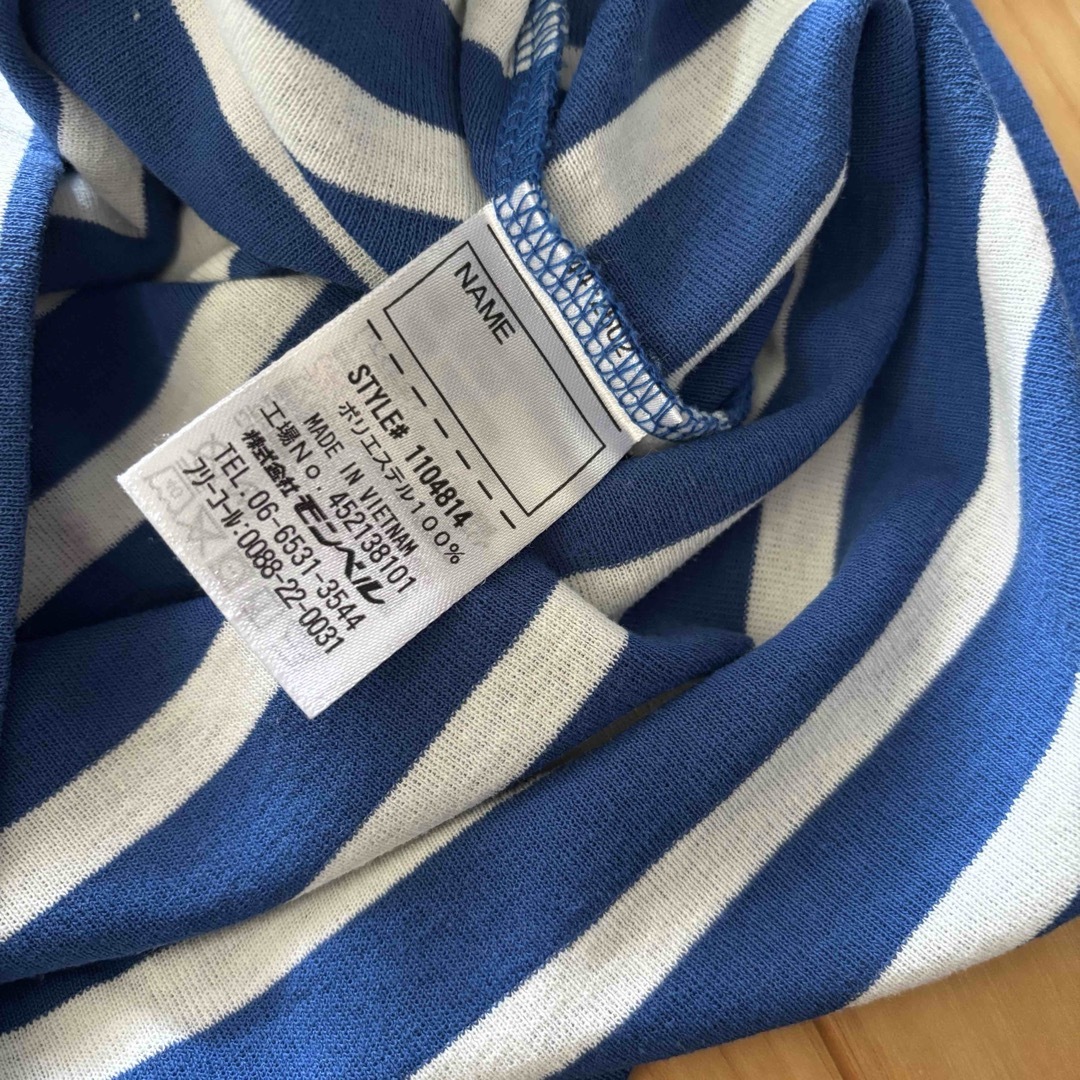 NAME
STYLE# 1104814
ポリエステル100%
MADE IN VIETNAM
工場No 452138101
株式会社 モンベル
TEL:06-6531-3544
フリーコール:0088-22-0031